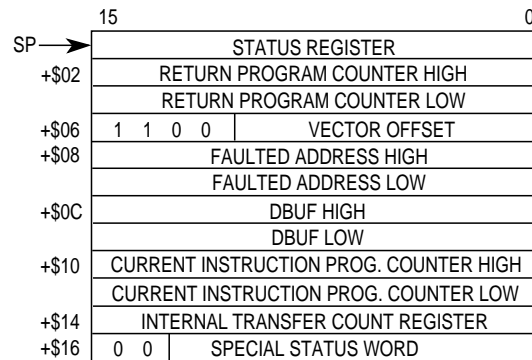 15 0
SP STATUS REGISTER
+$02 RETURN PROGRAM COUNTER HIGH
RETURN PROGRAM COUNTER LOW
+$06 1 1 0 0 VECTOR OFFSET
+$08 FAULTED ADDRESS HIGH
FAULTED ADDRESS LOW
+$0C DBUF HIGH
DBUF LOW
+$10 CURRENT INSTRUCTION PROG. COUNTER HIGH
CURRENT INSTRUCTION PROG. COUNTER LOW
+$14 INTERNAL TRANSFER COUNT REGISTER
+$16 0 0 SPECIAL STATUS WORD